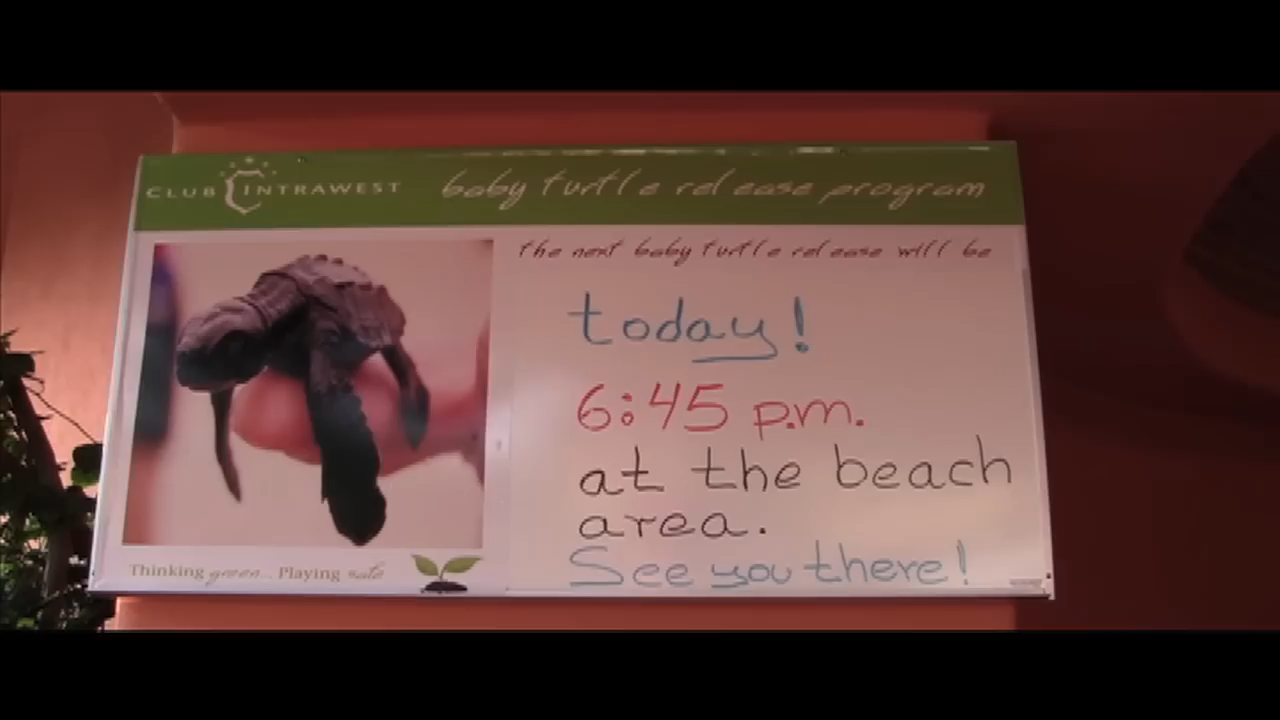 CLUB INTRAWEST baby turtle release program
the next baby turtle release will be
today!
6:45 p.m.
at the beach
area.
See you there!
Thinking green... Playing safe